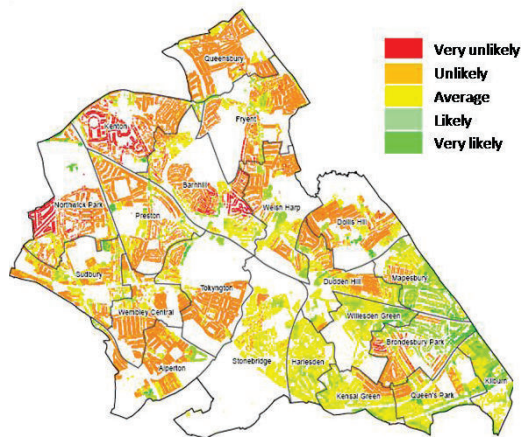 Very unlikely
Unlikely
Average
Likely
Very likely
Queensbury
Kenton
Fryent
Barnhill
Northwick Park
Preston
Welsh Harp
Dollis Hill
Sudbury
Tokyngton
Dudden Hill
Mapesbury
Wembley Central
Willesden Green
Brondesbury Park
Alperton
Stonebridge
Harlesden
Kensal Green
Queen's Park
Kilburn